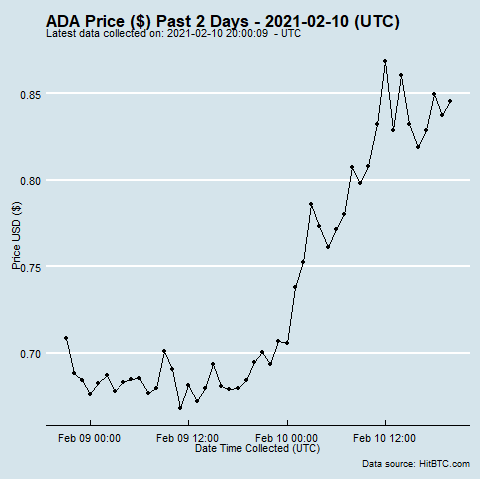 ADA Price ($) Past 2 Days - 2021-02-10 (UTC)
Latest data collected on: 2021-02-10 20:00:09  - UTC
0.85
0.80
0.75
0.70
Price USD ($)
Feb 09 00:00 Feb 09 12:00 Feb 10 00:00 Feb 10 12:00
Date Time Collected (UTC)
Data source: HitBTC.com